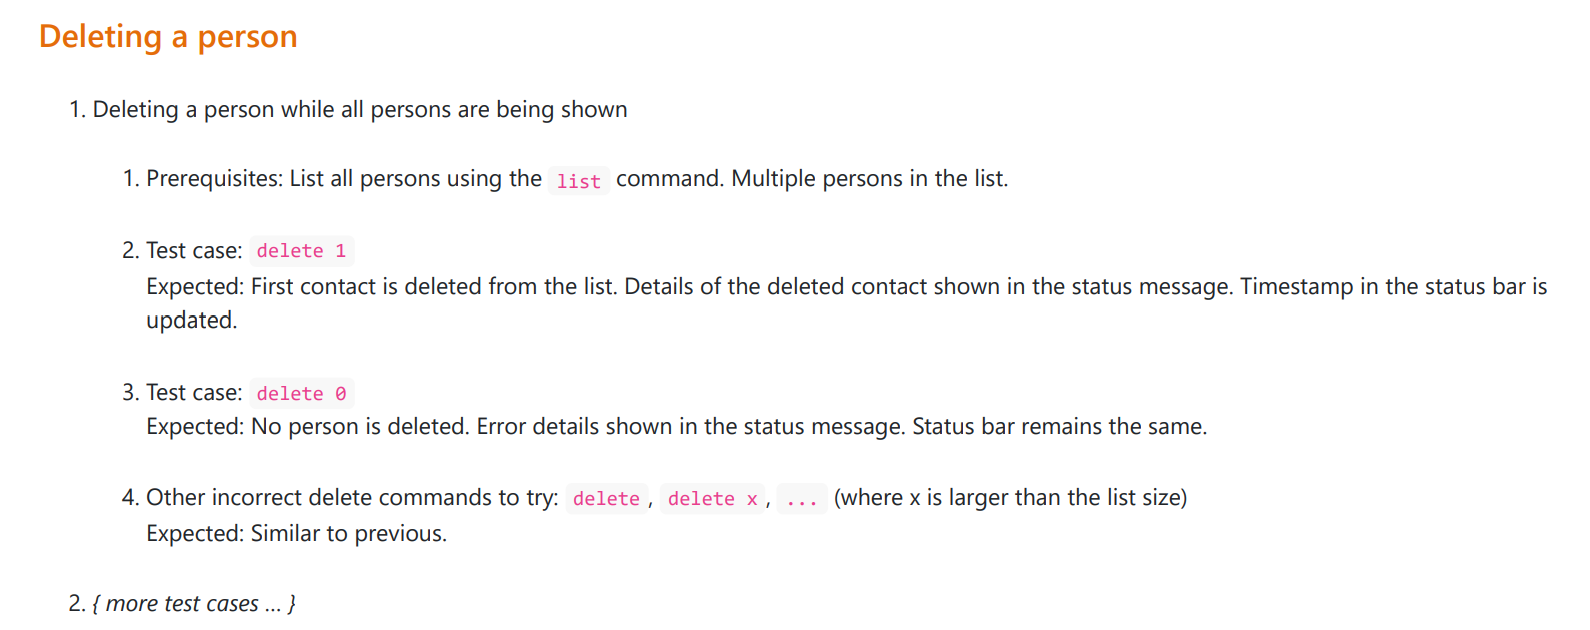 Deleting a person
1. Deleting a person while all persons are being shown
1. Prerequisites: List all persons using the list command. Multiple persons in the list.
2. Test case: delete 1
Expected: First contact is deleted from the list. Details of the deleted contact shown in the status message. Timestamp in the status bar is
updated.
3. Test case: delete 0
Expected: No person is deleted. Error details shown in the status message. Status bar remains the same.
4. Other incorrect delete commands to try: delete, delete x, ... (where x is larger than the list size)
Expected: Similar to previous.
2. { more test cases … }